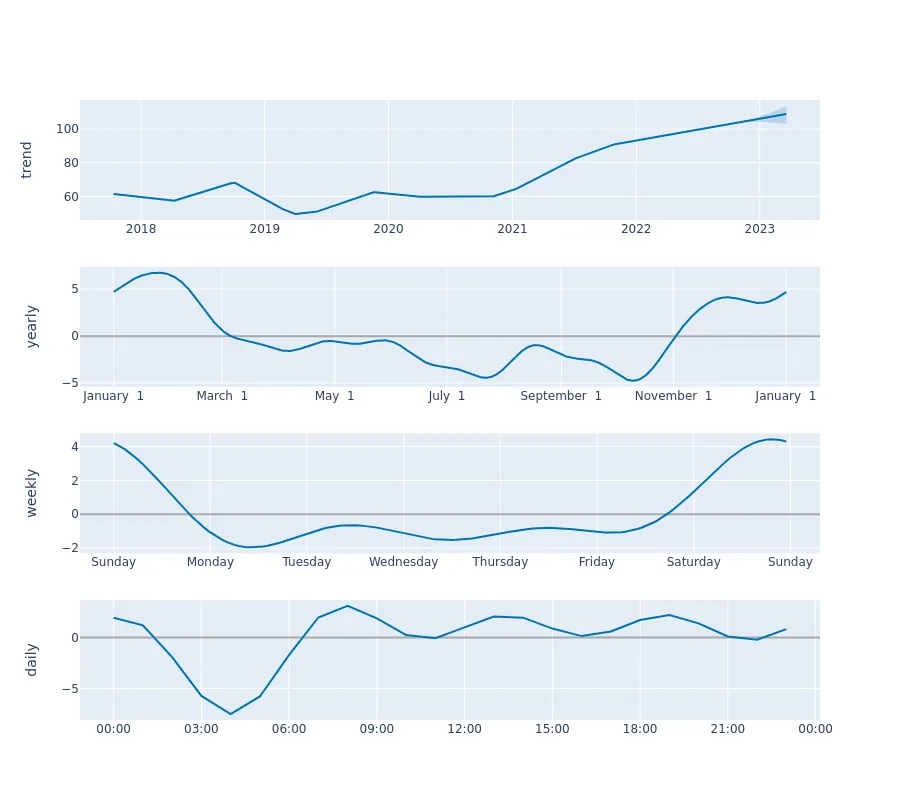 trend
100
80
60
2018 2019 2020 2021 2022 2023
yearly
5
0
−5
January 1 March 1 May 1 July 1 September 1 November 1 January 1
weekly
4
2
0
−2
Sunday Monday Tuesday Wednesday Thursday Friday Saturday Sunday
daily
0
−5
00:00 03:00 06:00 09:00 12:00 15:00 18:00 21:00 00:00